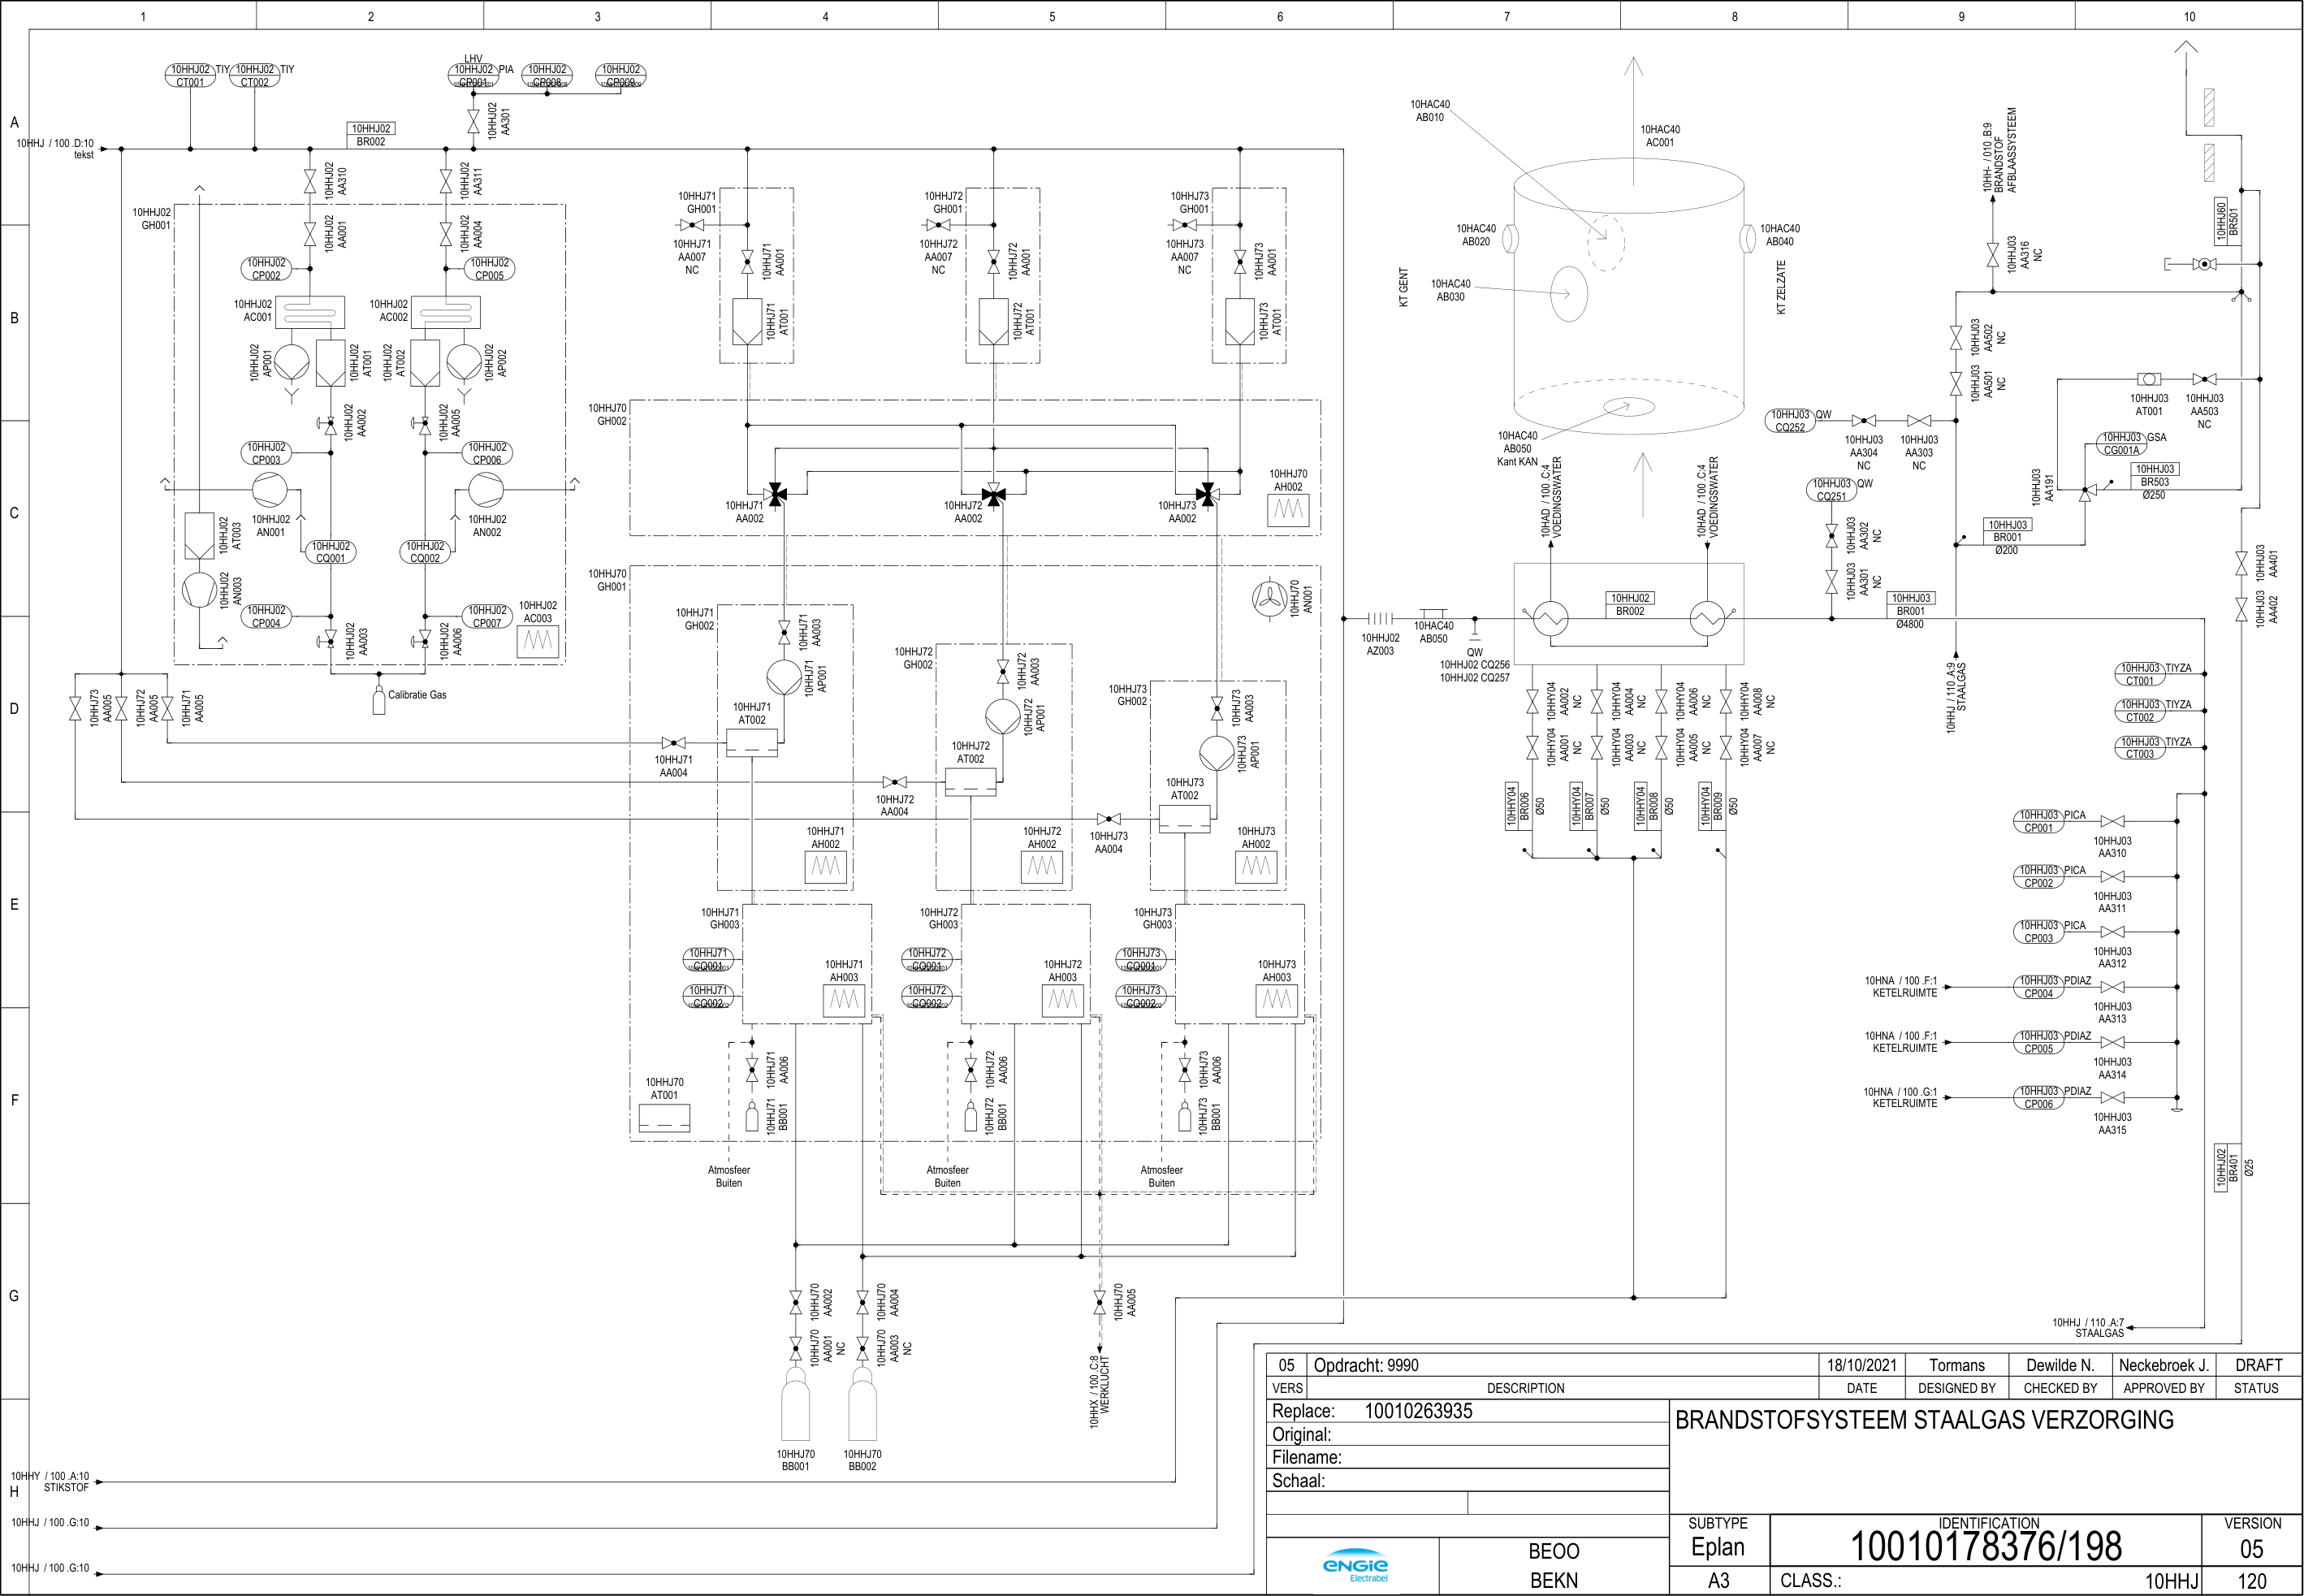 1 2 3 4 5 6 7 8 9 10
A
B
C
D
E
F
G
H
10HHJ02 TIY
CT001
10HHJ02 TIY
CT002
LHV
10HHJ02 PIA
CP001
10HHJ02
CP008
10HHJ02
CP009
10HHJ02
AA301
10HHJ02
BR002
10HHJ / 100 .D:10
tekst
10HHJ02
AA310
10HHJ02
AA311
10HHJ02
GH001
10HHJ02
AA001
10HHJ02
AA004
10HHJ02
CP002
10HHJ02
CP005
10HHJ02
AC001
10HHJ02
AC002
10HHJ02
AP001
10HHJ02
AT001
10HHJ02
AT002
10HHJ02
AP002
10HHJ02
AA002
10HHJ02
AA005
10HHJ02
CP003
10HHJ02
CP006
10HHJ02
AN001
10HHJ02
AN002
10HHJ02
AT003
10HHJ02
CQ001
10HHJ02
CQ002
10HHJ02
AN003
10HHJ02
CP004
10HHJ02
CP007
10HHJ02
AC003
10HHJ02
AA003
10HHJ02
AA006
Calibratie Gas
10HHJ73
AA005
10HHJ72
AA005
10HHJ71
AA005
10HHJ71
GH001
10HHJ71
AA007
NC
10HHJ71
AA001
10HHJ71
AT001
10HHJ72
GH001
10HHJ72
AA007
NC
10HHJ72
AA001
10HHJ72
AT001
10HHJ73
GH001
10HHJ73
AA007
NC
10HHJ73
AA001
10HHJ73
AT001
10HHJ70
GH002
10HHJ71
AA002
10HHJ72
AA002
10HHJ73
AA002
10HHJ70
AH002
10HHJ70
GH001
10HHJ70
AN001
10HHJ71
GH002
10HHJ71
AA003
10HHJ71
AP001
10HHJ71
AT002
10HHJ71
AA004
10HHJ71
AH002
10HHJ72
GH002
10HHJ72
AA003
10HHJ72
AP001
10HHJ72
AT002
10HHJ72
AA004
10HHJ72
AH002
10HHJ73
GH002
10HHJ73
AA003
10HHJ73
AP001
10HHJ73
AT002
10HHJ73
AA004
10HHJ73
AH002
10HHJ71
GH003
10HHJ71
CQ001
10HHJ71
CQ002
10HHJ71
AH003
10HHJ72
GH003
10HHJ72
CQ001
10HHJ72
CQ002
10HHJ72
AH003
10HHJ73
GH003
10HHJ73
CQ001
10HHJ73
CQ002
10HHJ73
AH003
10HHJ71
AA006
10HHJ71
BB001
10HHJ72
AA006
10HHJ72
BB001
10HHJ73
AA006
10HHJ73
BB001
10HHJ70
AT001
Atmosfeer
Buiten
Atmosfeer
Buiten
Atmosfeer
Buiten
10HHJ70
AA002
10HHJ70
AA004
10HHJ70
AA001
NC
10HHJ70
AA003
NC
10HHJ70
BB001
10HHJ70
BB002
10HHJ70
AA005
10HHX / 100 .C:8
WERKLUCHT
10HHY / 100 .A:10
STIKSTOF
10HHJ / 100 .G:10
10HHJ / 100 .G:10
10HAC40
AB010
10HAC40
AC001
10HAC40
AB020
10HAC40
AB040
10HAC40
AB030
KT GENT
KT ZELZATE
10HAC40
AB050
Kant KAN
10HAD / 100 .C:4
VOEDINGSWATER
10HAD / 100 .C:4
VOEDINGSWATER
10HHJ02
BR002
10HHJ02
AZ003
10HAC40
AB050
QW
10HHJ02 CQ256
10HHJ02 CQ257
10HHY04
AA002
NC
10HHY04
AA004
NC
10HHY04
AA006
NC
10HHY04
AA008
NC
10HHY04
AA001
NC
10HHY04
AA003
NC
10HHY04
AA005
NC
10HHY04
AA007
NC
10HHY04
BR006
Ø50
10HHY04
BR007
Ø50
10HHY04
BR008
Ø50
10HHY04
BR009
Ø50
10HH- / 010 .B:9
BRANDSTOF
AFBLAASSYSTEEM
10HHJ03
AA316
NC
10HHJ03
AA502
NC
10HHJ03
AA501
NC
10HHJ03 QW
CQ252
10HHJ03
AA304
NC
10HHJ03
AA303
NC
10HHJ03 QW
CQ251
10HHJ03
AA302
NC
10HHJ03
AA301
NC
10HHJ03
BR001
Ø4800
10HHJ03
BR001
Ø200
10HHJ / 110 .A:9
STAALGAS
10HHJ60
BR501
10HHJ03
AT001
10HHJ03
AA503
NC
10HHJ03 GSA
CG001A
10HHJ03
BR503
Ø250
10HHJ03
AA191
10HHJ03
AA401
10HHJ03
AA402
10HHJ03 TIYZA
CT001
10HHJ03 TIYZA
CT002
10HHJ03 TIYZA
CT003
10HHJ03 PICA
CP001
10HHJ03
AA310
10HHJ03 PICA
CP002
10HHJ03
AA311
10HHJ03 PICA
CP003
10HHJ03
AA312
10HNA / 100 .F:1
KETELRUIMTE
10HHJ03 PDIAZ
CP004
10HHJ03
AA313
10HNA / 100 .F:1
KETELRUIMTE
10HHJ03 PDIAZ
CP005
10HHJ03
AA314
10HNA / 100 .G:1
KETELRUIMTE
10HHJ03 PDIAZ
CP006
10HHJ03
AA315
10HHJ02
BR401
Ø25
10HHJ / 110 .A:7
STAALGAS
05 Opdracht: 9990 18/10/2021 Tormans Dewilde N. Neckebroek J. DRAFT
VERS DESCRIPTION DATE DESIGNED BY CHECKED BY APPROVED BY STATUS
Replace: 10010263935
Original:
Filename:
Schaal:
BRANDSTOFSYSTEEM STAALGAS VERZORGING
ENGIE
Electrabel
BEOO
BEKN
SUBTYPE
Eplan
A3
IDENTIFICATION
10010178376/198
CLASS.: 10HHJ
VERSION
05
120